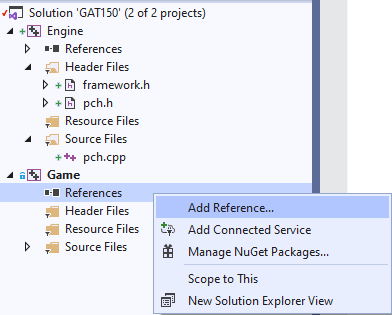 Solution 'GAT150' (2 of 2 projects)
Engine
References
Header Files
framework.h
pch.h
Resource Files
Source Files
pch.cpp
Game
References
Header Files
Resource Files
Source Files
Add Reference...
Add Connected Service
Manage NuGet Packages...
Scope to This
New Solution Explorer View